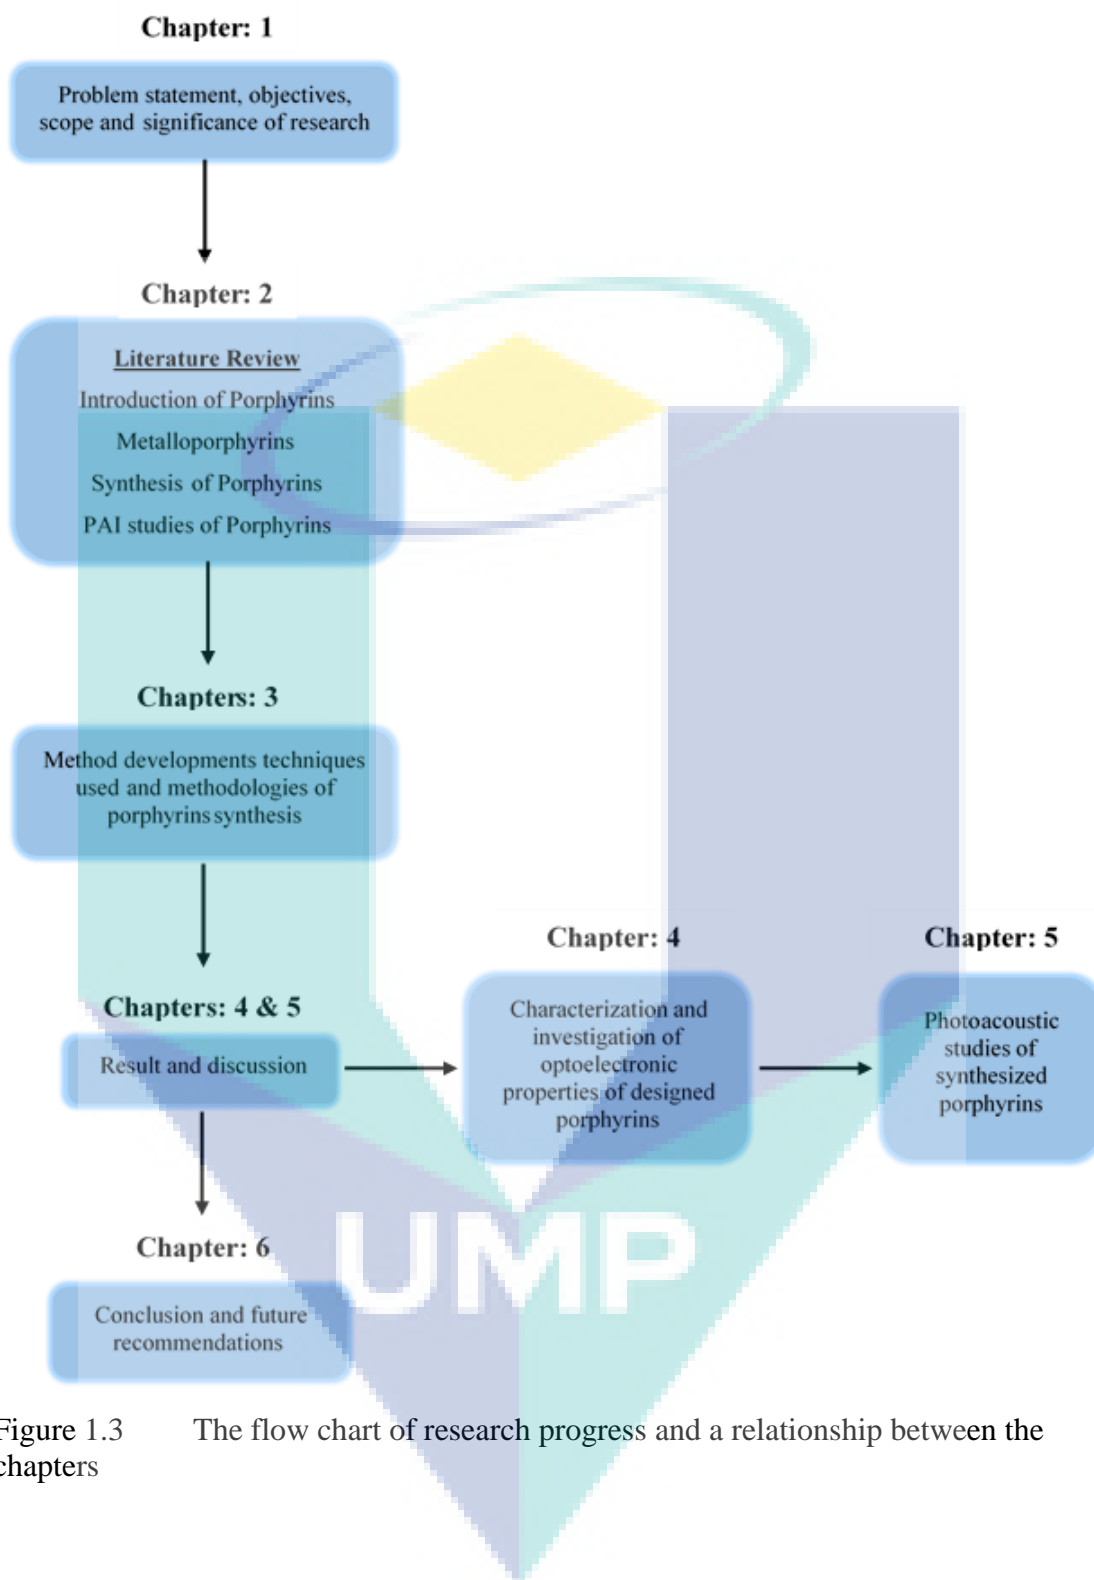 Chapter: 1
Problem statement, objectives,
scope and significance of research
Chapter: 2
Literature Review
Introduction of Porphyrins
Metalloporphyrins
Synthesis of Porphyrins
PAI studies of Porphyrins
Chapters: 3
Method developments techniques
used and methodologies of
porphyrins synthesis
Chapters: 4 & 5
Result and discussion
Chapter: 4
Characterization and
investigation of
optoelectronic
properties of designed
porphyrins
Chapter: 5
Photoacoustic
studies of
synthesized
porphyrins
Chapter: 6
Conclusion and future
recommendations
UMP
Figure 1.3 The flow chart of research progress and a relationship between the
chapters